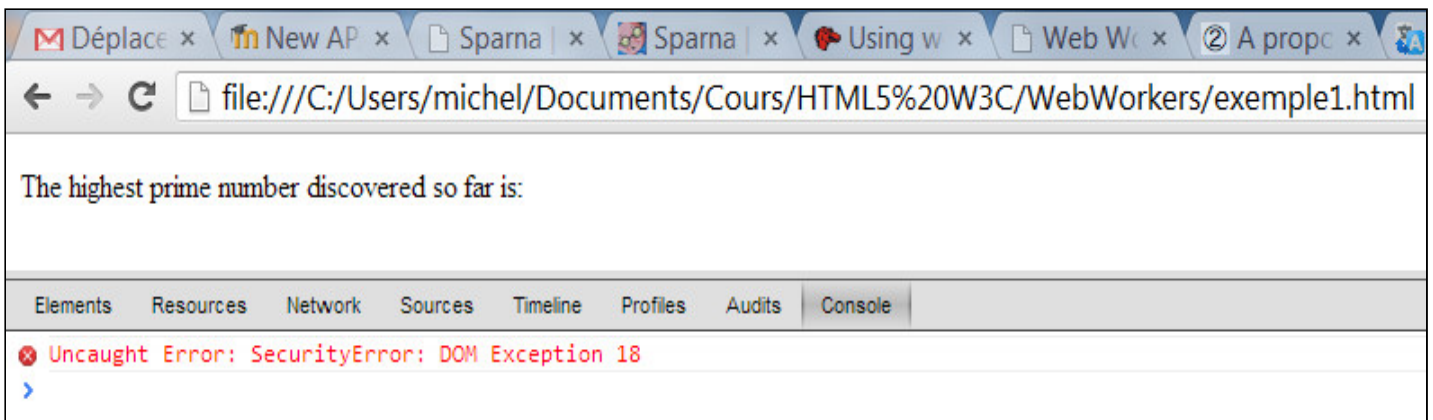 Déplace × New AP × Sparna | × Sparna | × Using w × Web Wo × ② A propo ×
file:///C:/Users/michel/Documents/Cours/HTML5%20W3C/WebWorkers/exemple1.html
The highest prime number discovered so far is:
Elements Resources Network Sources Timeline Profiles Audits Console
Uncaught Error: SecurityError: DOM Exception 18
>